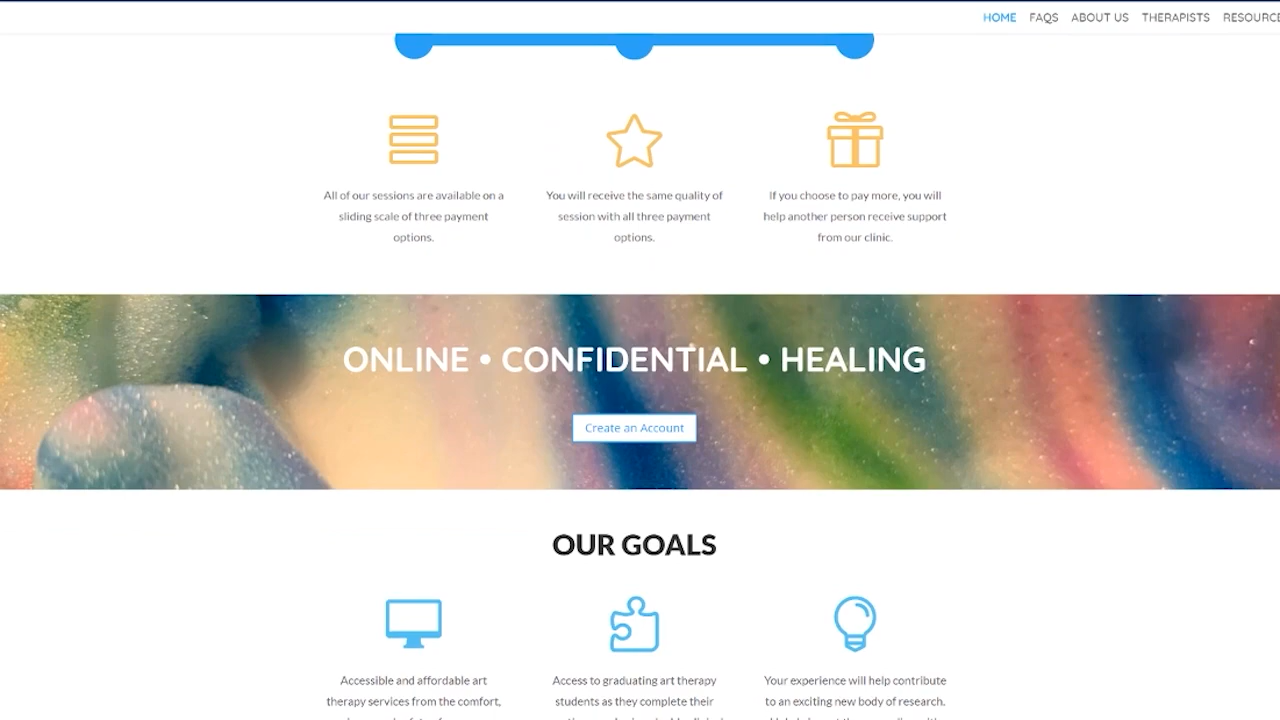 HOME FAQS ABOUT US THERAPISTS RESOURCE
All of our sessions are available on a
sliding scale of three payment
options.
You will receive the same quality of
session with all three payment
options.
If you choose to pay more, you will
help another person receive support
from our clinic.
ONLINE • CONFIDENTIAL • HEALING
Create an Account
OUR GOALS
Accessible and affordable art
therapy services from the comfort,
Access to graduating art therapy
students as they complete their
Your experience will help contribute
to an exciting new body of research.